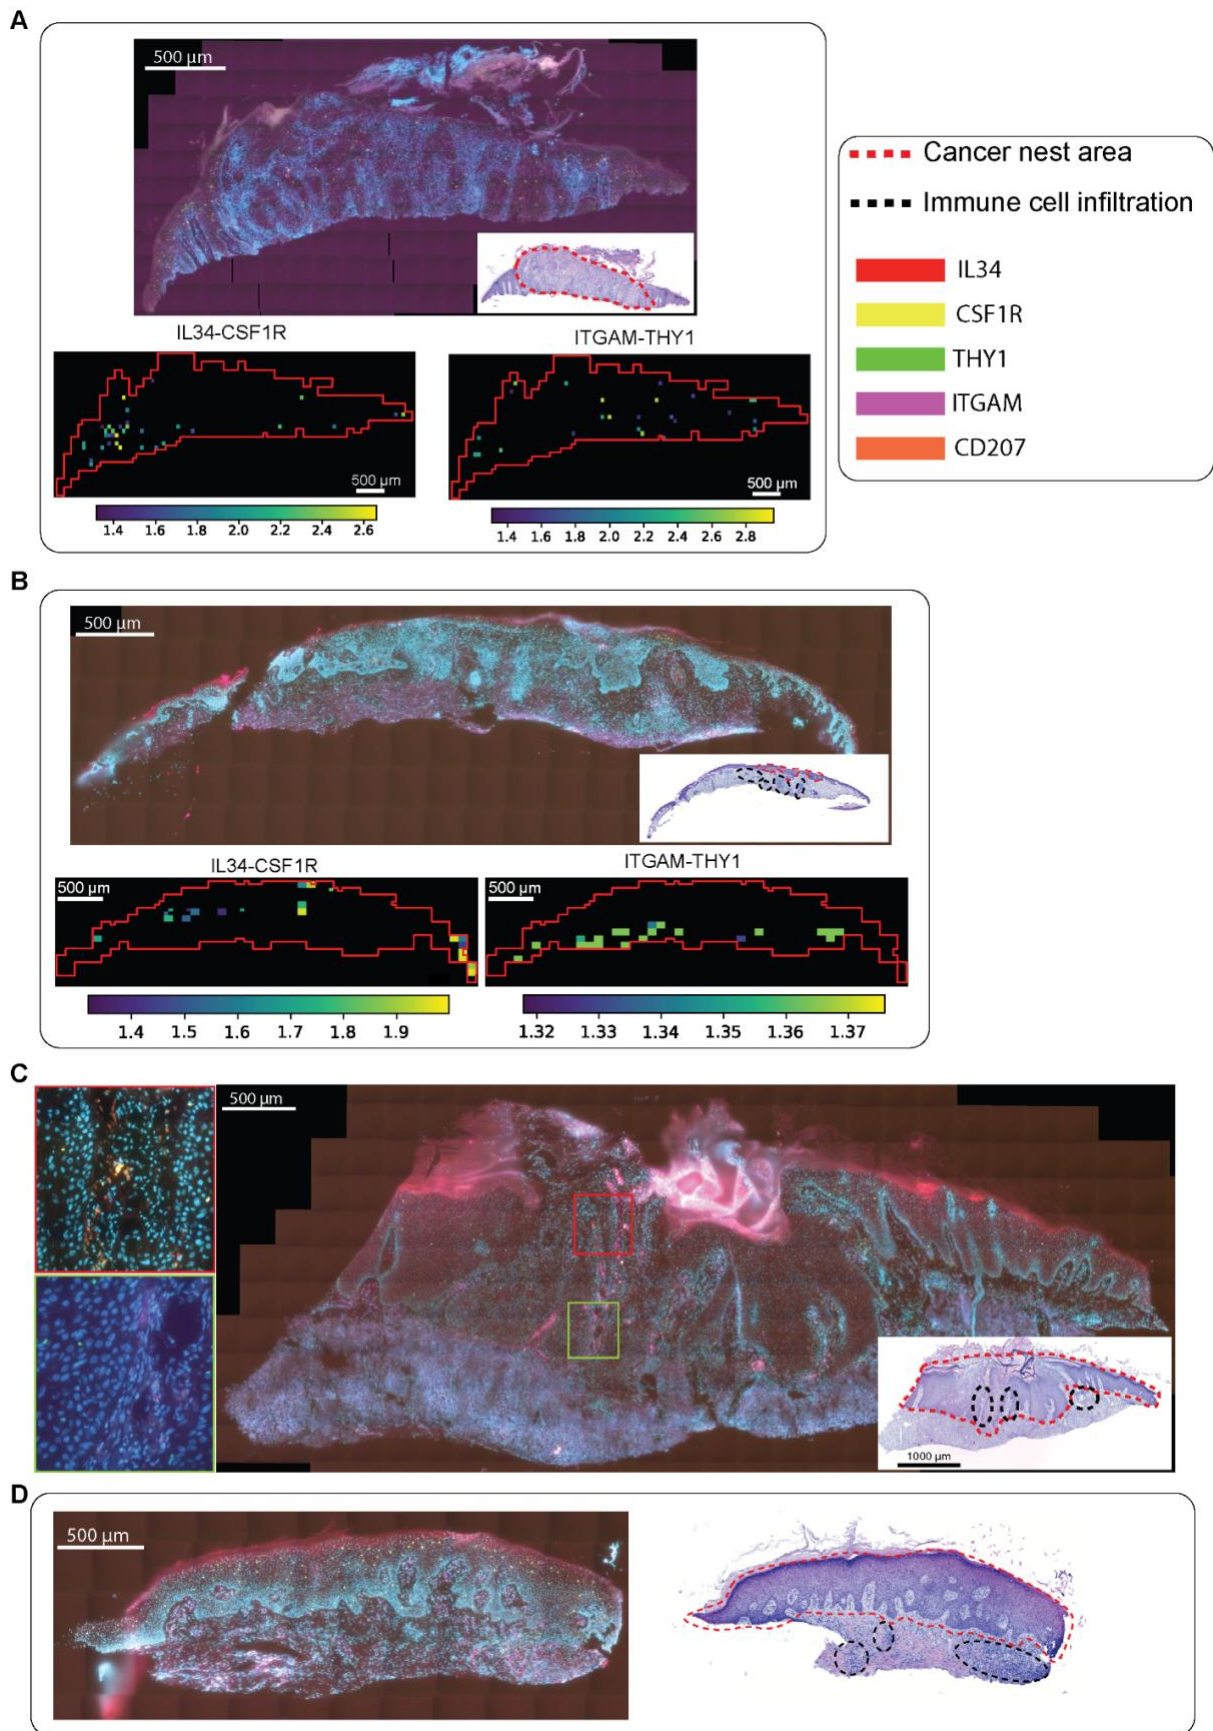 A
500 µm
IL34-CSF1R
ITGAM-THY1
500 µm
500 µm
1.4 1.6 1.8 2.0 2.2 2.4 2.6
1.4 1.6 1.8 2.0 2.2 2.4 2.6 2.8
Cancer nest area
Immune cell infiltration
IL34
CSF1R
THY1
ITGAM
CD207
B
500 µm
IL34-CSF1R
ITGAM-THY1
500 µm
500 µm
1.4 1.5 1.6 1.7 1.8 1.9
1.32 1.33 1.34 1.35 1.36 1.37
C
500 µm
1000 µm
D
500 µm